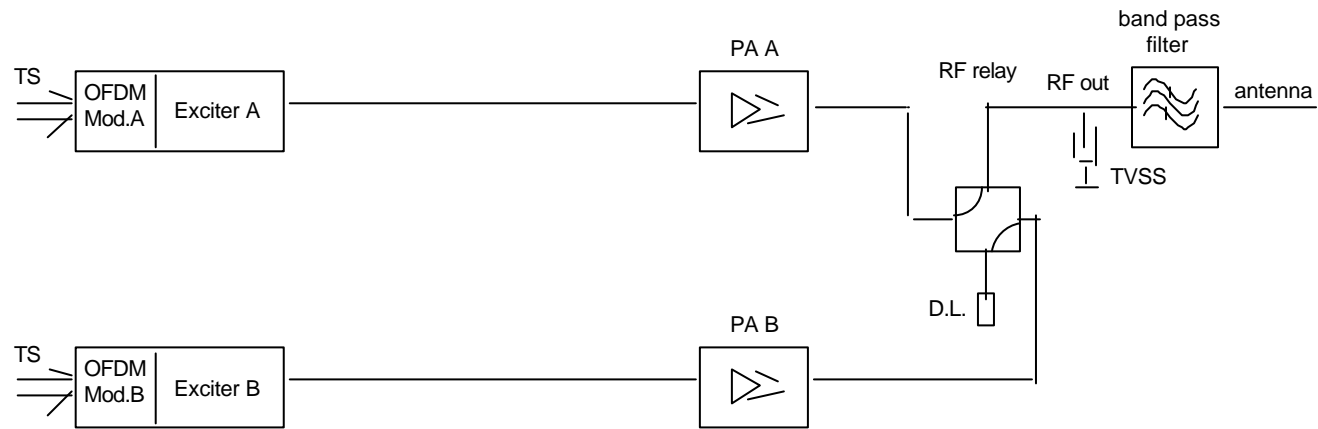 band pass
filter
PA A
RF relay
RF out
antenna
TS
OFDM
Mod.A
Exciter A
TVSS
D.L.
PA B
TS
OFDM
Mod.B
Exciter B